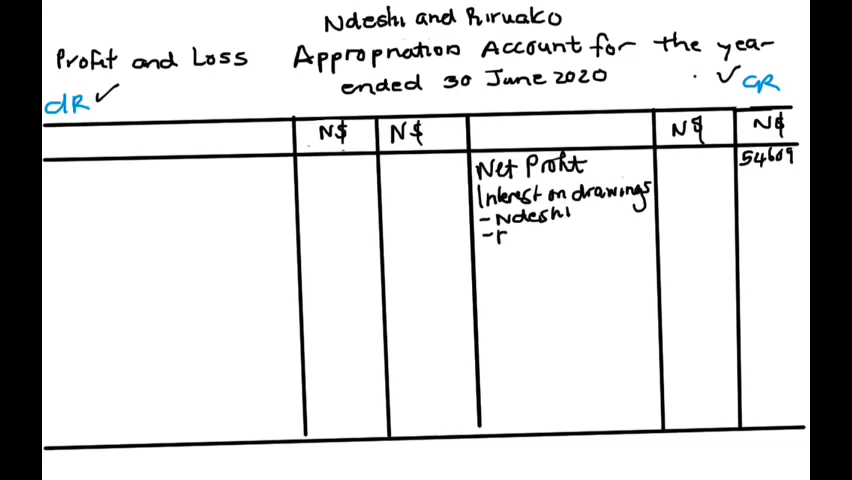 Ndeshi and Riruako
Profit and Loss Appropriation Account for the year
ended 30 June 2020
dR ✓
✓ CR
N$ N$ N$ N$
Net Profit 54609
Interest on drawings
- Ndeshi
- r